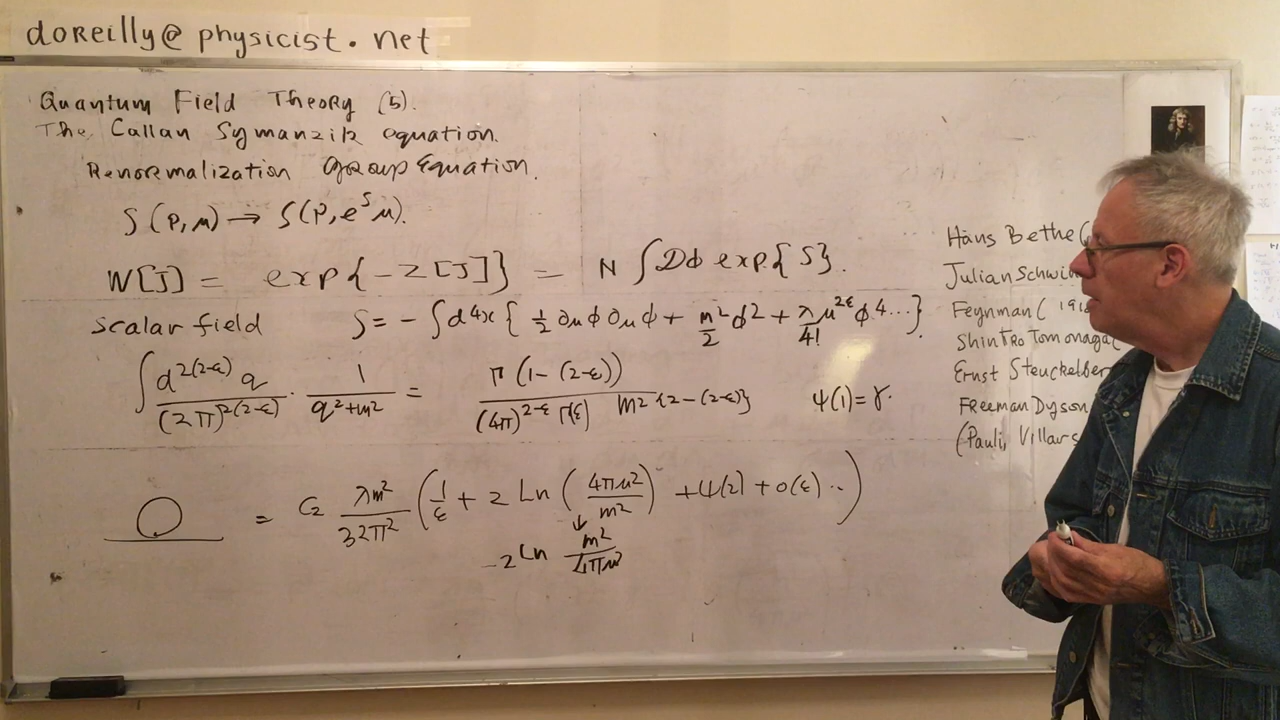 doreilly@physicist.net
Quantum Field Theory (5).
The Callan Symanzik equation.
Renormalization Group Equation.
S(p,μ) → S(p,e^s μ).
W[J] = exp{-Z[J]} = N ∫Dϕ exp{S}.
scalar field S = -∫d⁴x { 1/2 ∂μϕ∂μϕ + m²/2 ϕ² + λ/4! μ^2ε ϕ⁴...}
∫ d^2(2-ε) q / (2π)^2(2-ε) · 1/(q²+m²) = Γ(1-(2-ε)) / (4π)^2-ε Γ(ε) m² {2-(2-ε)} ψ(1)=γ.
= C₂ λm²/32π² (1/ε + 2 Ln (4πμ²/m²) + ψ(2) + O(ε)..)
↓
-2 Ln m²/4πμ²
Hans Bethe (
Julian Schwin
Feynman ( 1918
Shintro Tomonaga(
Ernst Steuckelber
Freeman Dyson
(Pauli, Villars